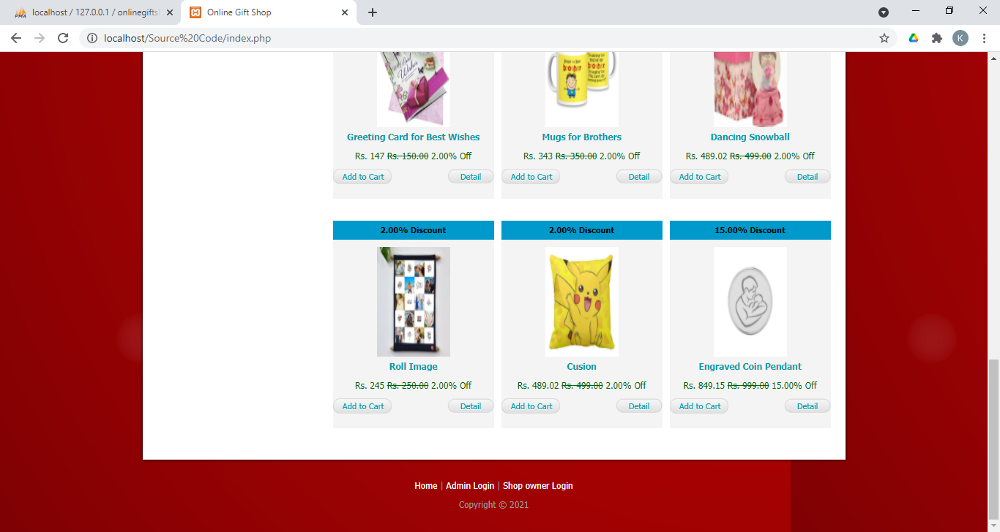 localhost / 127.0.0.1 / onlinegifts
Online Gift Shop
localhost/Source%20Code/index.php
K
Best Wishes
brother
brother
Greeting Card for Best Wishes
Mugs for Brothers
Dancing Snowball
Rs. 147 Rs. 150.00 2.00% Off
Rs. 343 Rs. 350.00 2.00% Off
Rs. 489.02 Rs. 499.00 2.00% Off
Add to Cart Detail
Add to Cart Detail
Add to Cart Detail
2.00% Discount
2.00% Discount
15.00% Discount
Roll Image
Cusion
Engraved Coin Pendant
Rs. 245 Rs. 250.00 2.00% Off
Rs. 489.02 Rs. 499.00 2.00% Off
Rs. 849.15 Rs. 999.00 15.00% Off
Add to Cart Detail
Add to Cart Detail
Add to Cart Detail
Home | Admin Login | Shop owner Login
Copyright © 2021